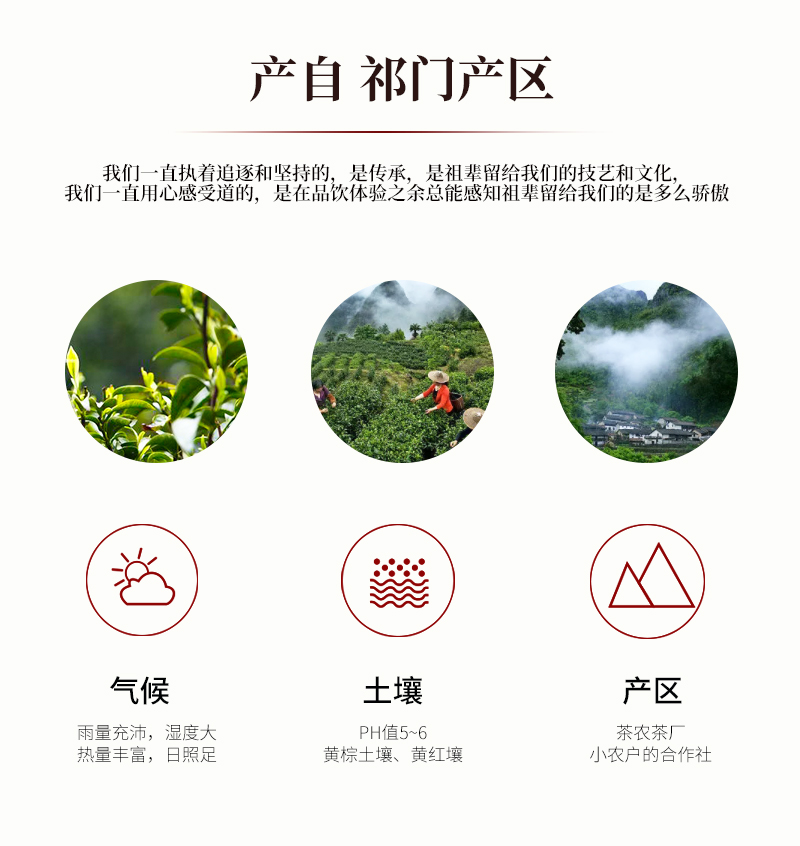 产自 祁门产区
我们一直执着追逐和坚持的，是传承，是祖辈留给我们的技艺和文化，
我们一直用心感受道的，是在品饮体验之余总能感知祖辈留给我们的是多么骄傲
气候
雨量充沛，湿度大
热量丰富，日照足
土壤
PH值5~6
黄棕土壤、黄红壤
产区
茶农茶厂
小农户的合作社